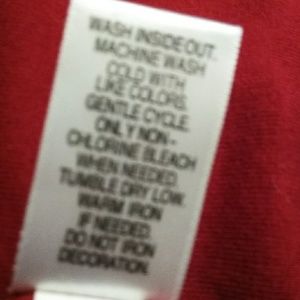 WASH INSIDE OUT.
MACHINE WASH
COLD WITH
LIKE COLORS.
GENTLE CYCLE.
ONLY NON-
CHLORINE BLEACH
WHEN NEEDED.
TUMBLE DRY LOW.
WARM IRON
IF NEEDED.
DO NOT IRON
DECORATION.